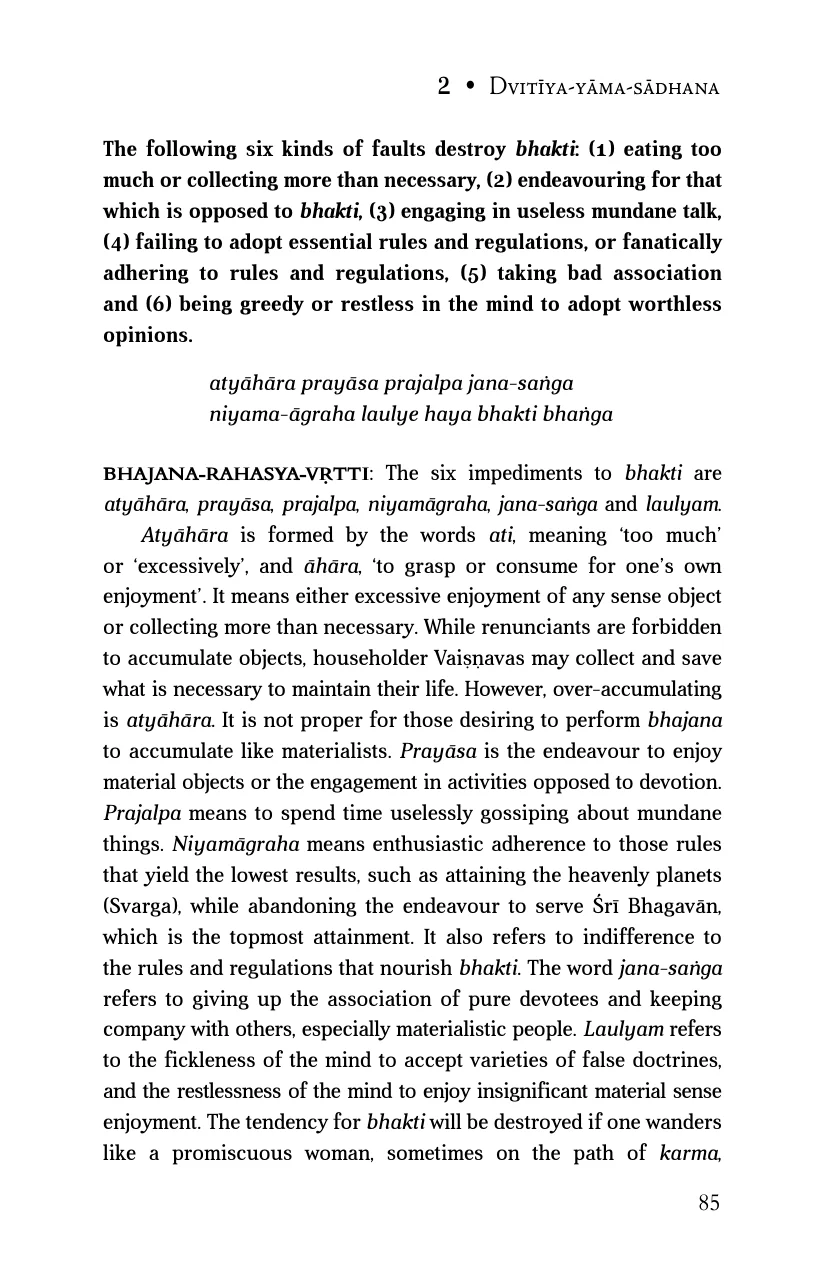 2 • Dvitīya-yāma-sādhana
The following six kinds of faults destroy bhakti: (1) eating too
much or collecting more than necessary, (2) endeavouring for that
which is opposed to bhakti, (3) engaging in useless mundane talk,
(4) failing to adopt essential rules and regulations, or fanatically
adhering to rules and regulations, (5) taking bad association
and (6) being greedy or restless in the mind to adopt worthless
opinions.
atyāhāra prayāsa prajalpa jana-saṅga
niyama-āgraha laulye haya bhakti bhaṅga
BHAJANA-RAHASYA-VṚTTI: The six impediments to bhakti are
atyāhāra, prayāsa, prajalpa, niyamāgraha, jana-saṅga and laulyam.
Atyāhāra is formed by the words ati, meaning ‘too much’
or ‘excessively’, and āhāra, ‘to grasp or consume for one’s own
enjoyment’. It means either excessive enjoyment of any sense object
or collecting more than necessary. While renunciants are forbidden
to accumulate objects, householder Vaiṣṇavas may collect and save
what is necessary to maintain their life. However, over-accumulating
is atyāhāra. It is not proper for those desiring to perform bhajana
to accumulate like materialists. Prayāsa is the endeavour to enjoy
material objects or the engagement in activities opposed to devotion.
Prajalpa means to spend time uselessly gossiping about mundane
things. Niyamāgraha means enthusiastic adherence to those rules
that yield the lowest results, such as attaining the heavenly planets
(Svarga), while abandoning the endeavour to serve Śrī Bhagavān,
which is the topmost attainment. It also refers to indifference to
the rules and regulations that nourish bhakti. The word jana-saṅga
refers to giving up the association of pure devotees and keeping
company with others, especially materialistic people. Laulyam refers
to the fickleness of the mind to accept varieties of false doctrines,
and the restlessness of the mind to enjoy insignificant material sense
enjoyment. The tendency for bhakti will be destroyed if one wanders
like a promiscuous woman, sometimes on the path of karma,
85